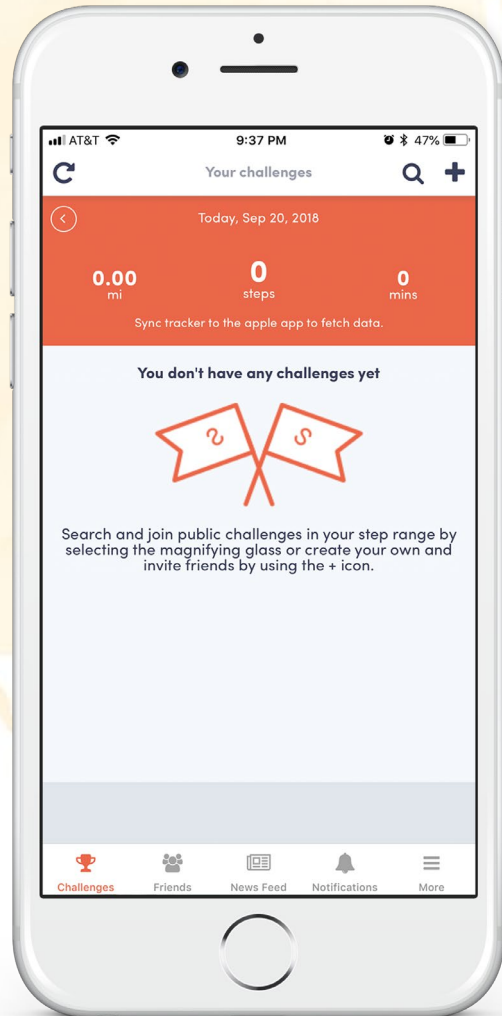 AT&T 9:37 PM 47%
Your challenges
Today, Sep 20, 2018
0.00 0 0
mi steps mins
Sync tracker to the apple app to fetch data.
You don't have any challenges yet
S S
Search and join public challenges in your step range by
selecting the magnifying glass or create your own and
invite friends by using the + icon.
Challenges Friends News Feed Notifications More